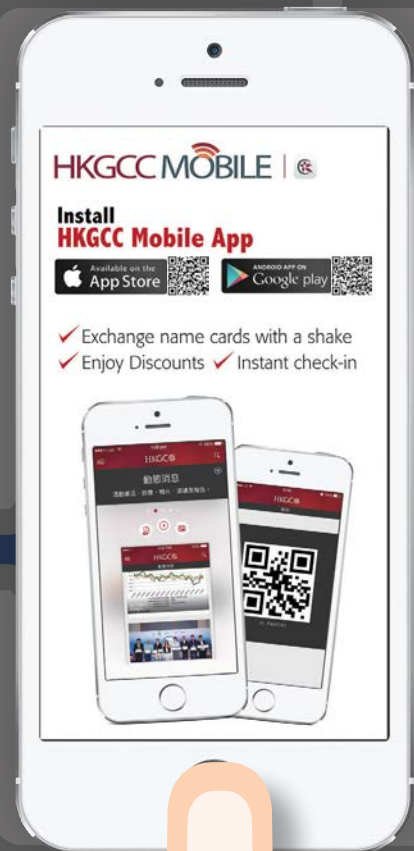 HKGCC MOBILE
Install
HKGCC Mobile App
Available on the
App Store
ANDROID APP ON
Google play
✓ Exchange name cards with a shake
✓ Enjoy Discounts ✓ Instant check-in
HKGCC
動態消息
HKGCC
HKGCC